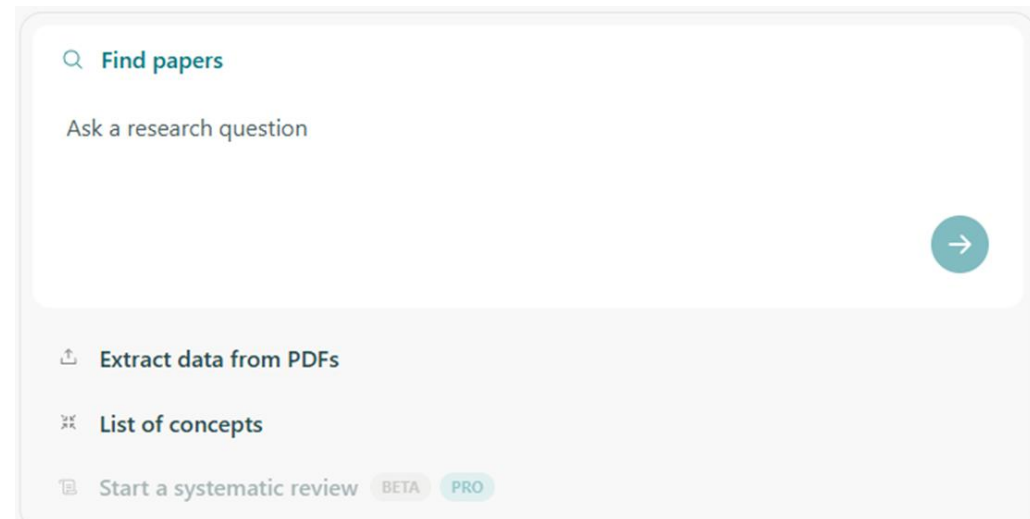 Find papers
Ask a research question
Extract data from PDFs
List of concepts
Start a systematic review BETA PRO